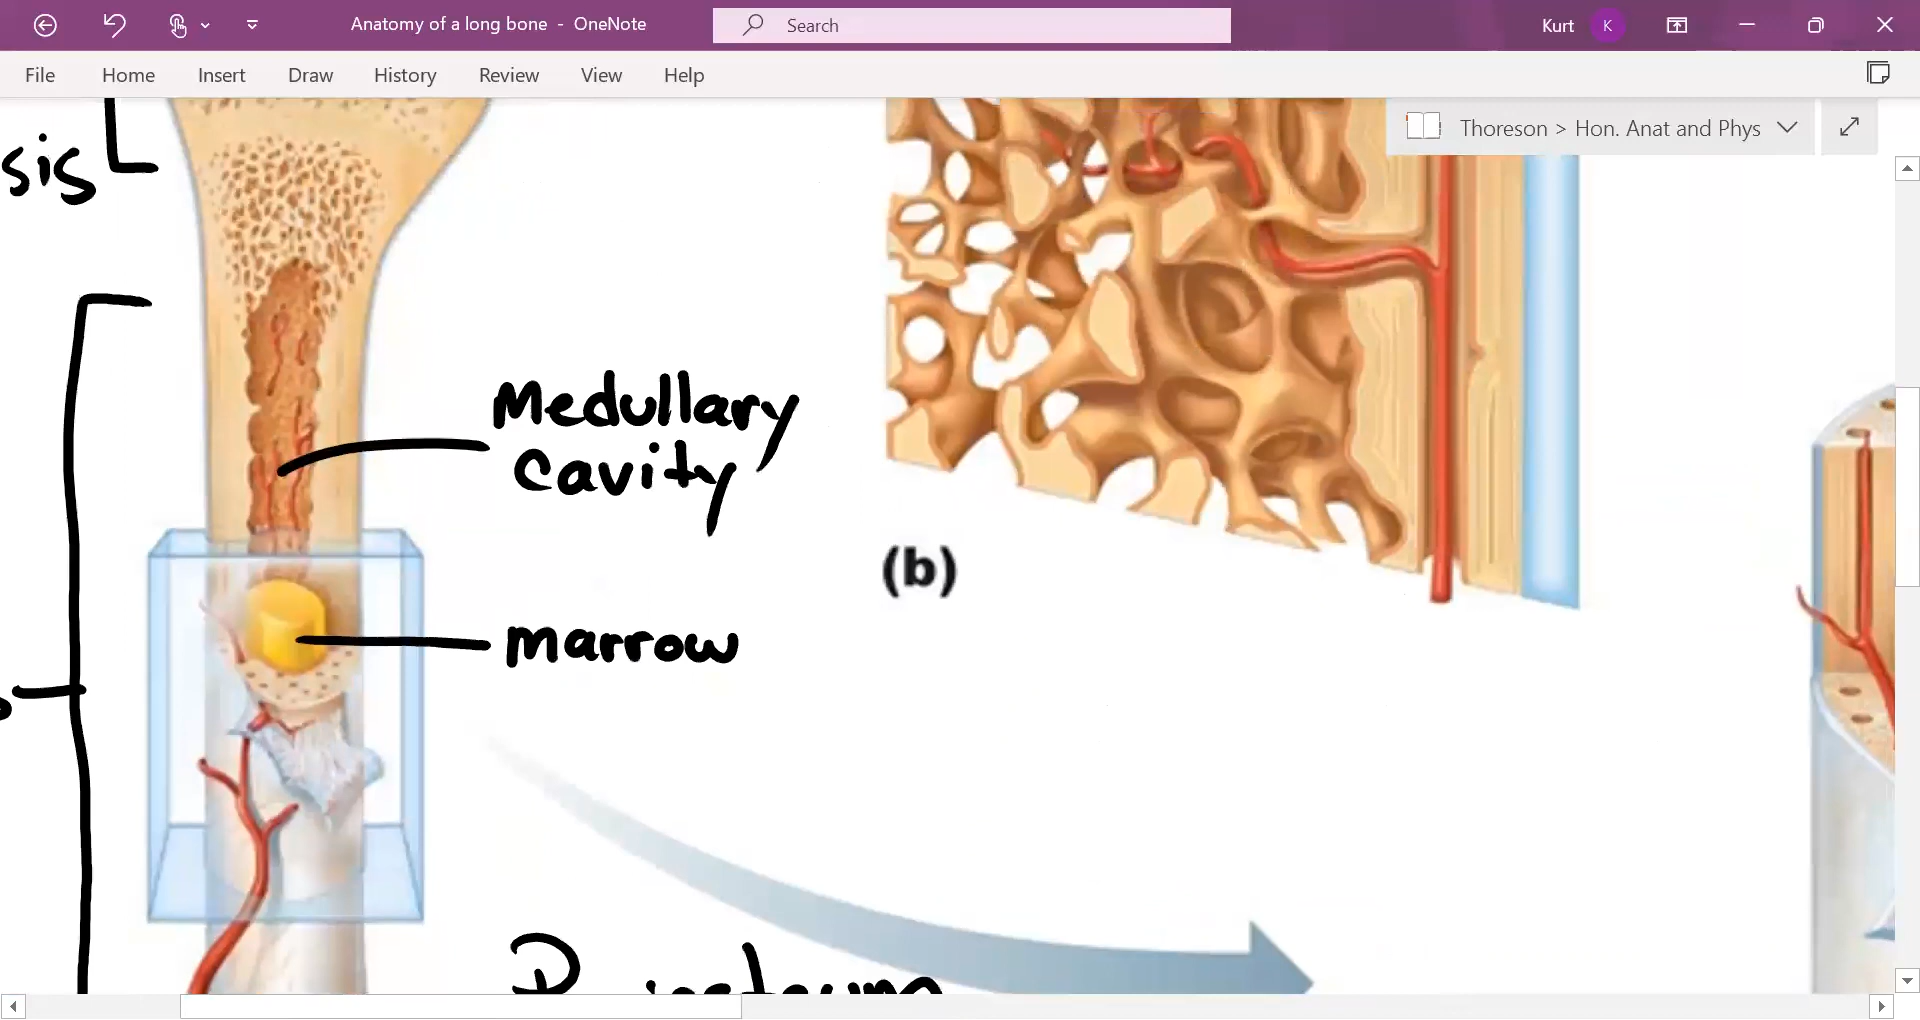 Anatomy of a long bone - OneNote
Search
Kurt
K
File Home Insert Draw History Review View Help
Thoreson > Hon. Anat and Phys
sis
Medullary
cavity
(b)
marrow